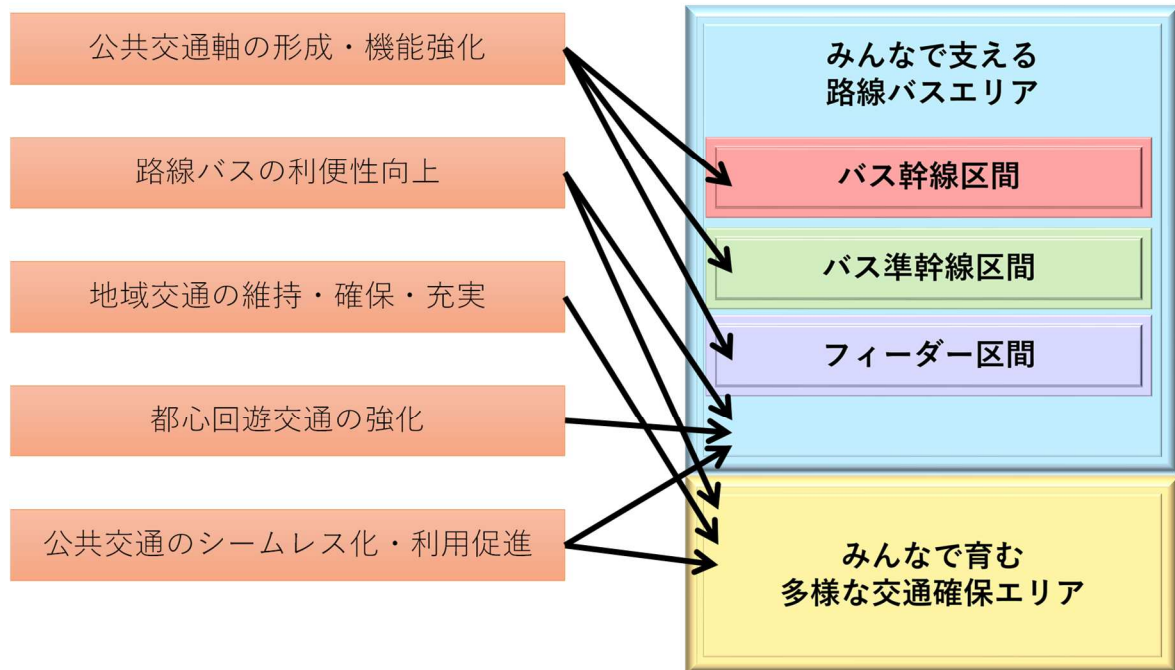 公共交通軸の形成・機能強化
路線バスの利便性向上
地域交通の維持・確保・充実
都心回遊交通の強化
公共交通のシームレス化・利用促進
みんなで支える
路線バスエリア
バス幹線区間
バス準幹線区間
フィーダー区間
みんなで育む
多様な交通確保エリア